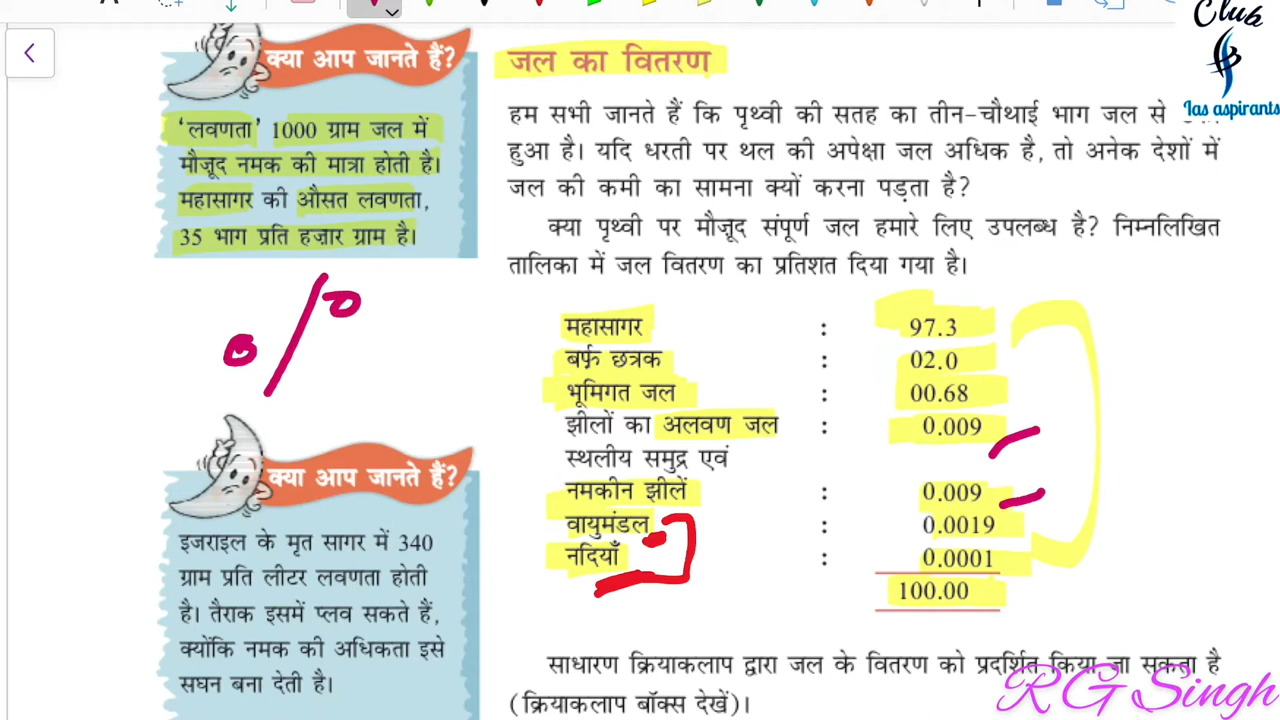 Club
Ias aspirants
क्या आप जानते हैं?
'लवणता' 1000 ग्राम जल में
मौजूद नमक की मात्रा होती है।
महासागर की औसत लवणता,
35 भाग प्रति हज़ार ग्राम है।
क्या आप जानते हैं?
इजराइल के मृत सागर में 340
ग्राम प्रति लीटर लवणता होती
है। तैराक इसमें प्लव सकते हैं,
क्योंकि नमक की अधिकता इसे
सघन बना देती है।
जल का वितरण
हम सभी जानते हैं कि पृथ्वी की सतह का तीन-चौथाई भाग जल से
हुआ है। यदि धरती पर थल की अपेक्षा जल अधिक है, तो अनेक देशों में
जल की कमी का सामना क्यों करना पड़ता है?
क्या पृथ्वी पर मौजूद संपूर्ण जल हमारे लिए उपलब्ध है? निम्नलिखित
तालिका में जल वितरण का प्रतिशत दिया गया है।
महासागर : 97.3
बर्फ़ छत्रक : 02.0
भूमिगत जल : 00.68
झीलों का अलवण जल : 0.009
स्थलीय समुद्र एवं
नमकीन झीलें : 0.009
वायुमंडल : 0.0019
नदियाँ : 0.0001
100.00
साधारण क्रियाकलाप द्वारा जल के वितरण को प्रदर्शित किया जा सकता है
(क्रियाकलाप बॉक्स देखें)।
RG Singh